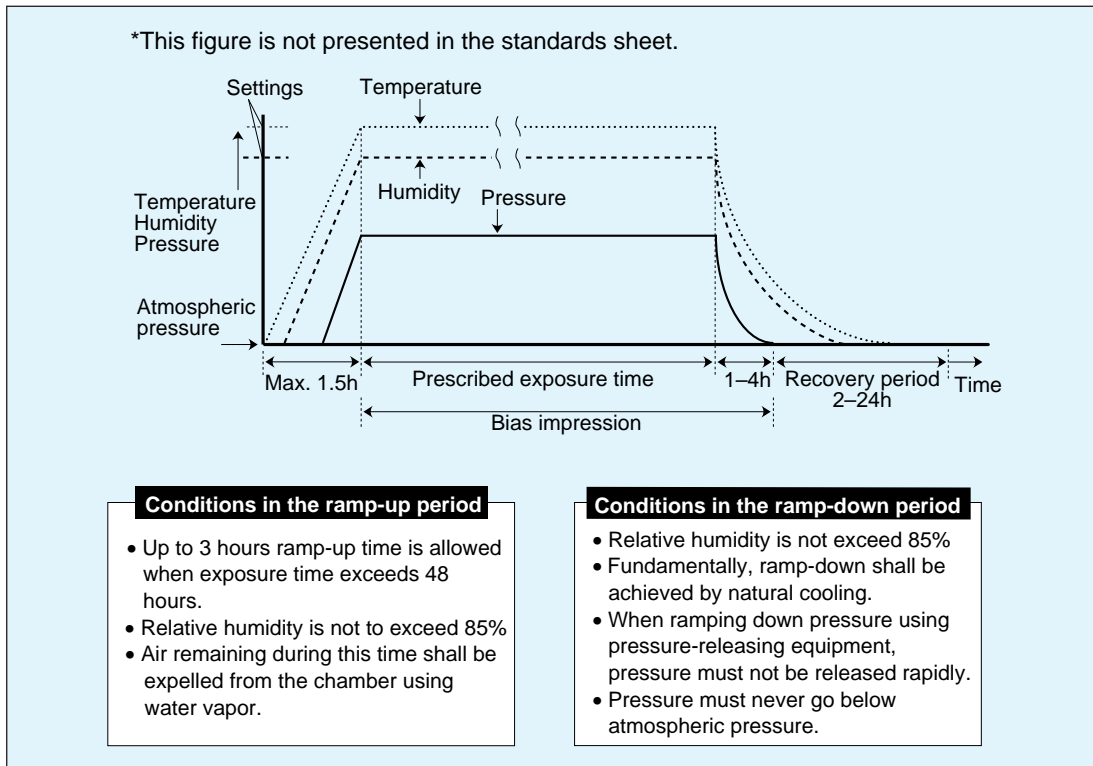 *This figure is not presented in the standards sheet.
Settings
Temperature
Humidity
Pressure
Temperature
Humidity
Pressure
Atmospheric
pressure
Max. 1.5h
Prescribed exposure time
1–4h
Recovery period
2–24h
Time
Bias impression
Conditions in the ramp-up period
• Up to 3 hours ramp-up time is allowed
when exposure time exceeds 48
hours.
• Relative humidity is not to exceed 85%
• Air remaining during this time shall be
expelled from the chamber using
water vapor.
Conditions in the ramp-down period
• Relative humidity is not exceed 85%
• Fundamentally, ramp-down shall be
achieved by natural cooling.
• When ramping down pressure using
pressure-releasing equipment,
pressure must not be released rapidly.
• Pressure must never go below
atmospheric pressure.